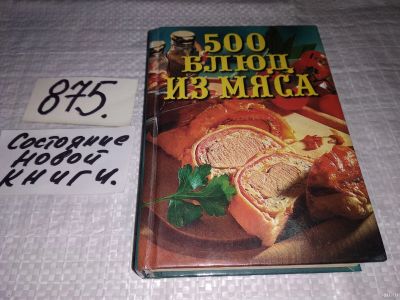 500
БЛЮД
ИЗ МЯСА
875.
Состояние
новой
книги.